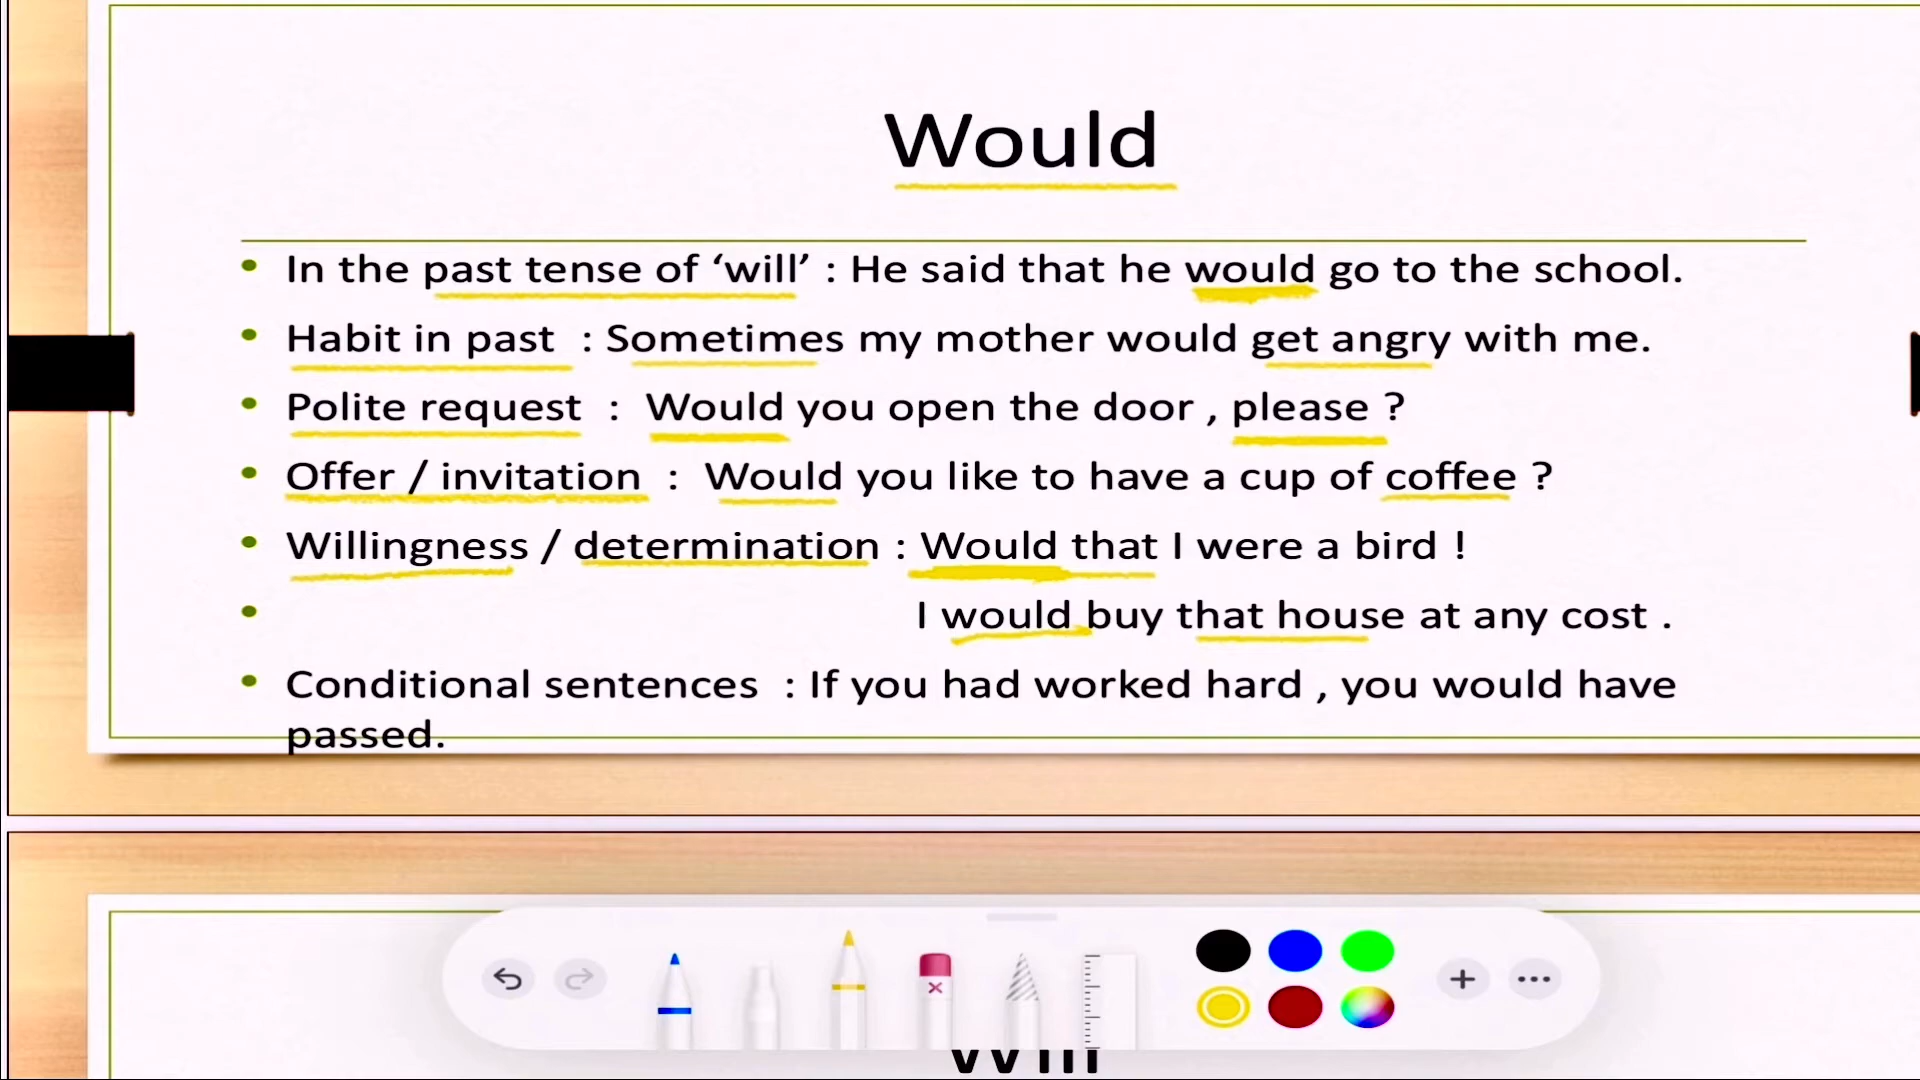 Would
• In the past tense of ‘will’ : He said that he would go to the school.
• Habit in past : Sometimes my mother would get angry with me.
• Polite request : Would you open the door , please ?
• Offer / invitation : Would you like to have a cup of coffee ?
• Willingness / determination : Would that I were a bird !
• I would buy that house at any cost .
• Conditional sentences : If you had worked hard , you would have
passed.
Will